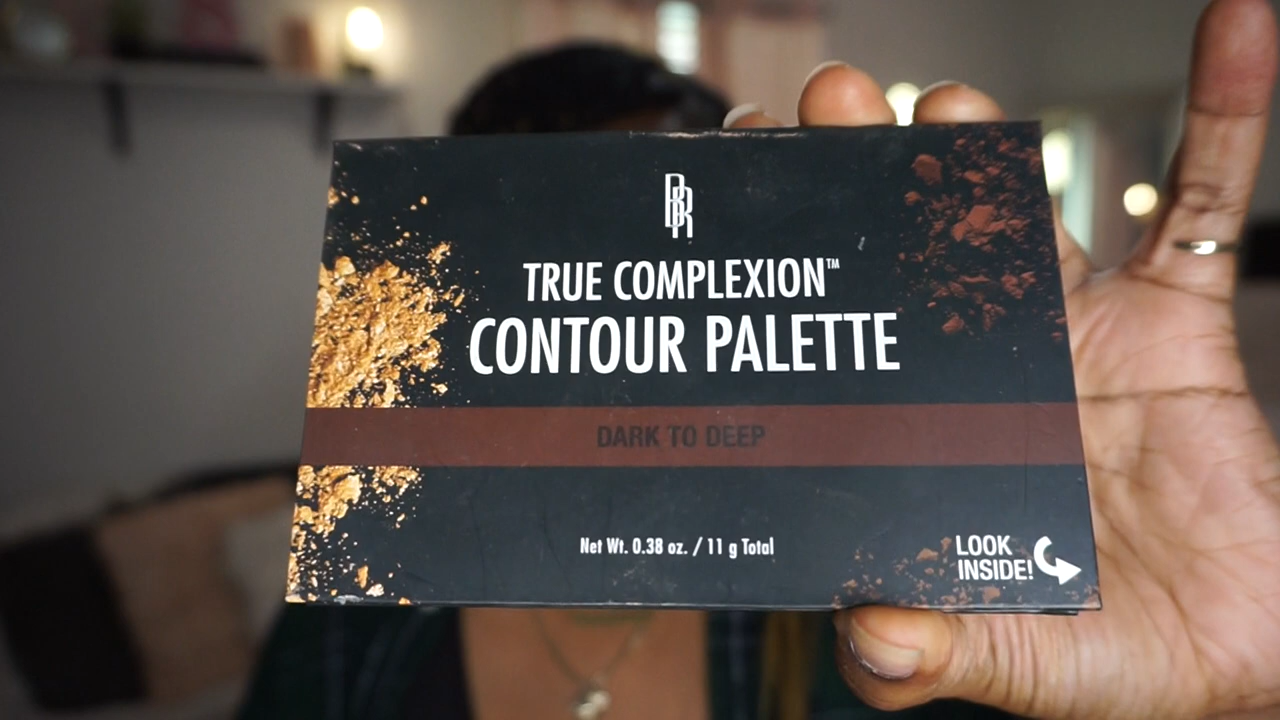 BR
TRUE COMPLEXION™
CONTOUR PALETTE
DARK TO DEEP
Net Wt. 0.38 oz. / 11 g Total
LOOK
INSIDE!